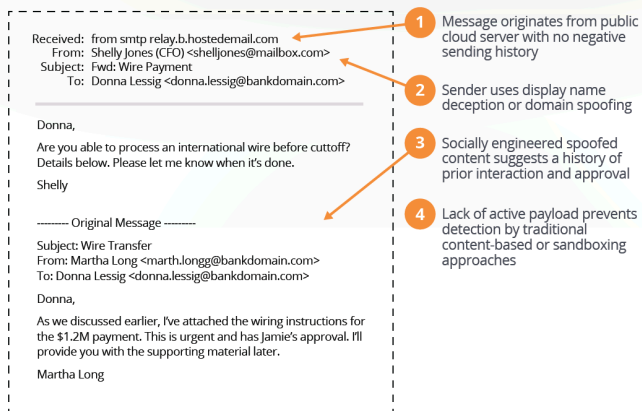 Received: from smtp relay.b.hostedemail.com
From: Shelly Jones (CFO) <shelljones@mailbox.com>
Subject: Fwd: Wire Payment
To: Donna Lessig <donna.lessig@bankdomain.com>
Donna,
Are you able to process an international wire before cuttoff?
Details below. Please let me know when it's done.
Shelly
--------- Original Message ---------
Subject: Wire Transfer
From: Martha Long <marth.longg@bankdomain.com>
To: Donna Lessig <donna.lessig@bankdomain.com>
Donna,
As we discussed earlier, I've attached the wiring instructions for
the $1.2M payment. This is urgent and has Jamie's approval. I'll
provide you with the supporting material later.
Martha Long
1 Message originates from public
cloud server with no negative
sending history
2 Sender uses display name
deception or domain spoofing
3 Socially engineered spoofed
content suggests a history of
prior interaction and approval
4 Lack of active payload prevents
detection by traditional
content-based or sandboxing
approaches